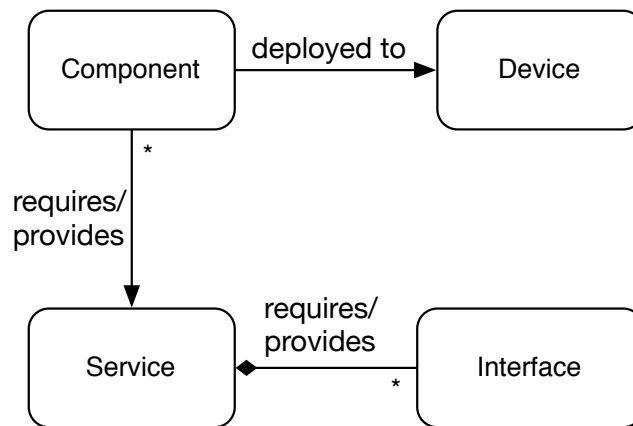 Component
deployed to
Device
*
requires/
provides
requires/
provides
Service
*
Interface